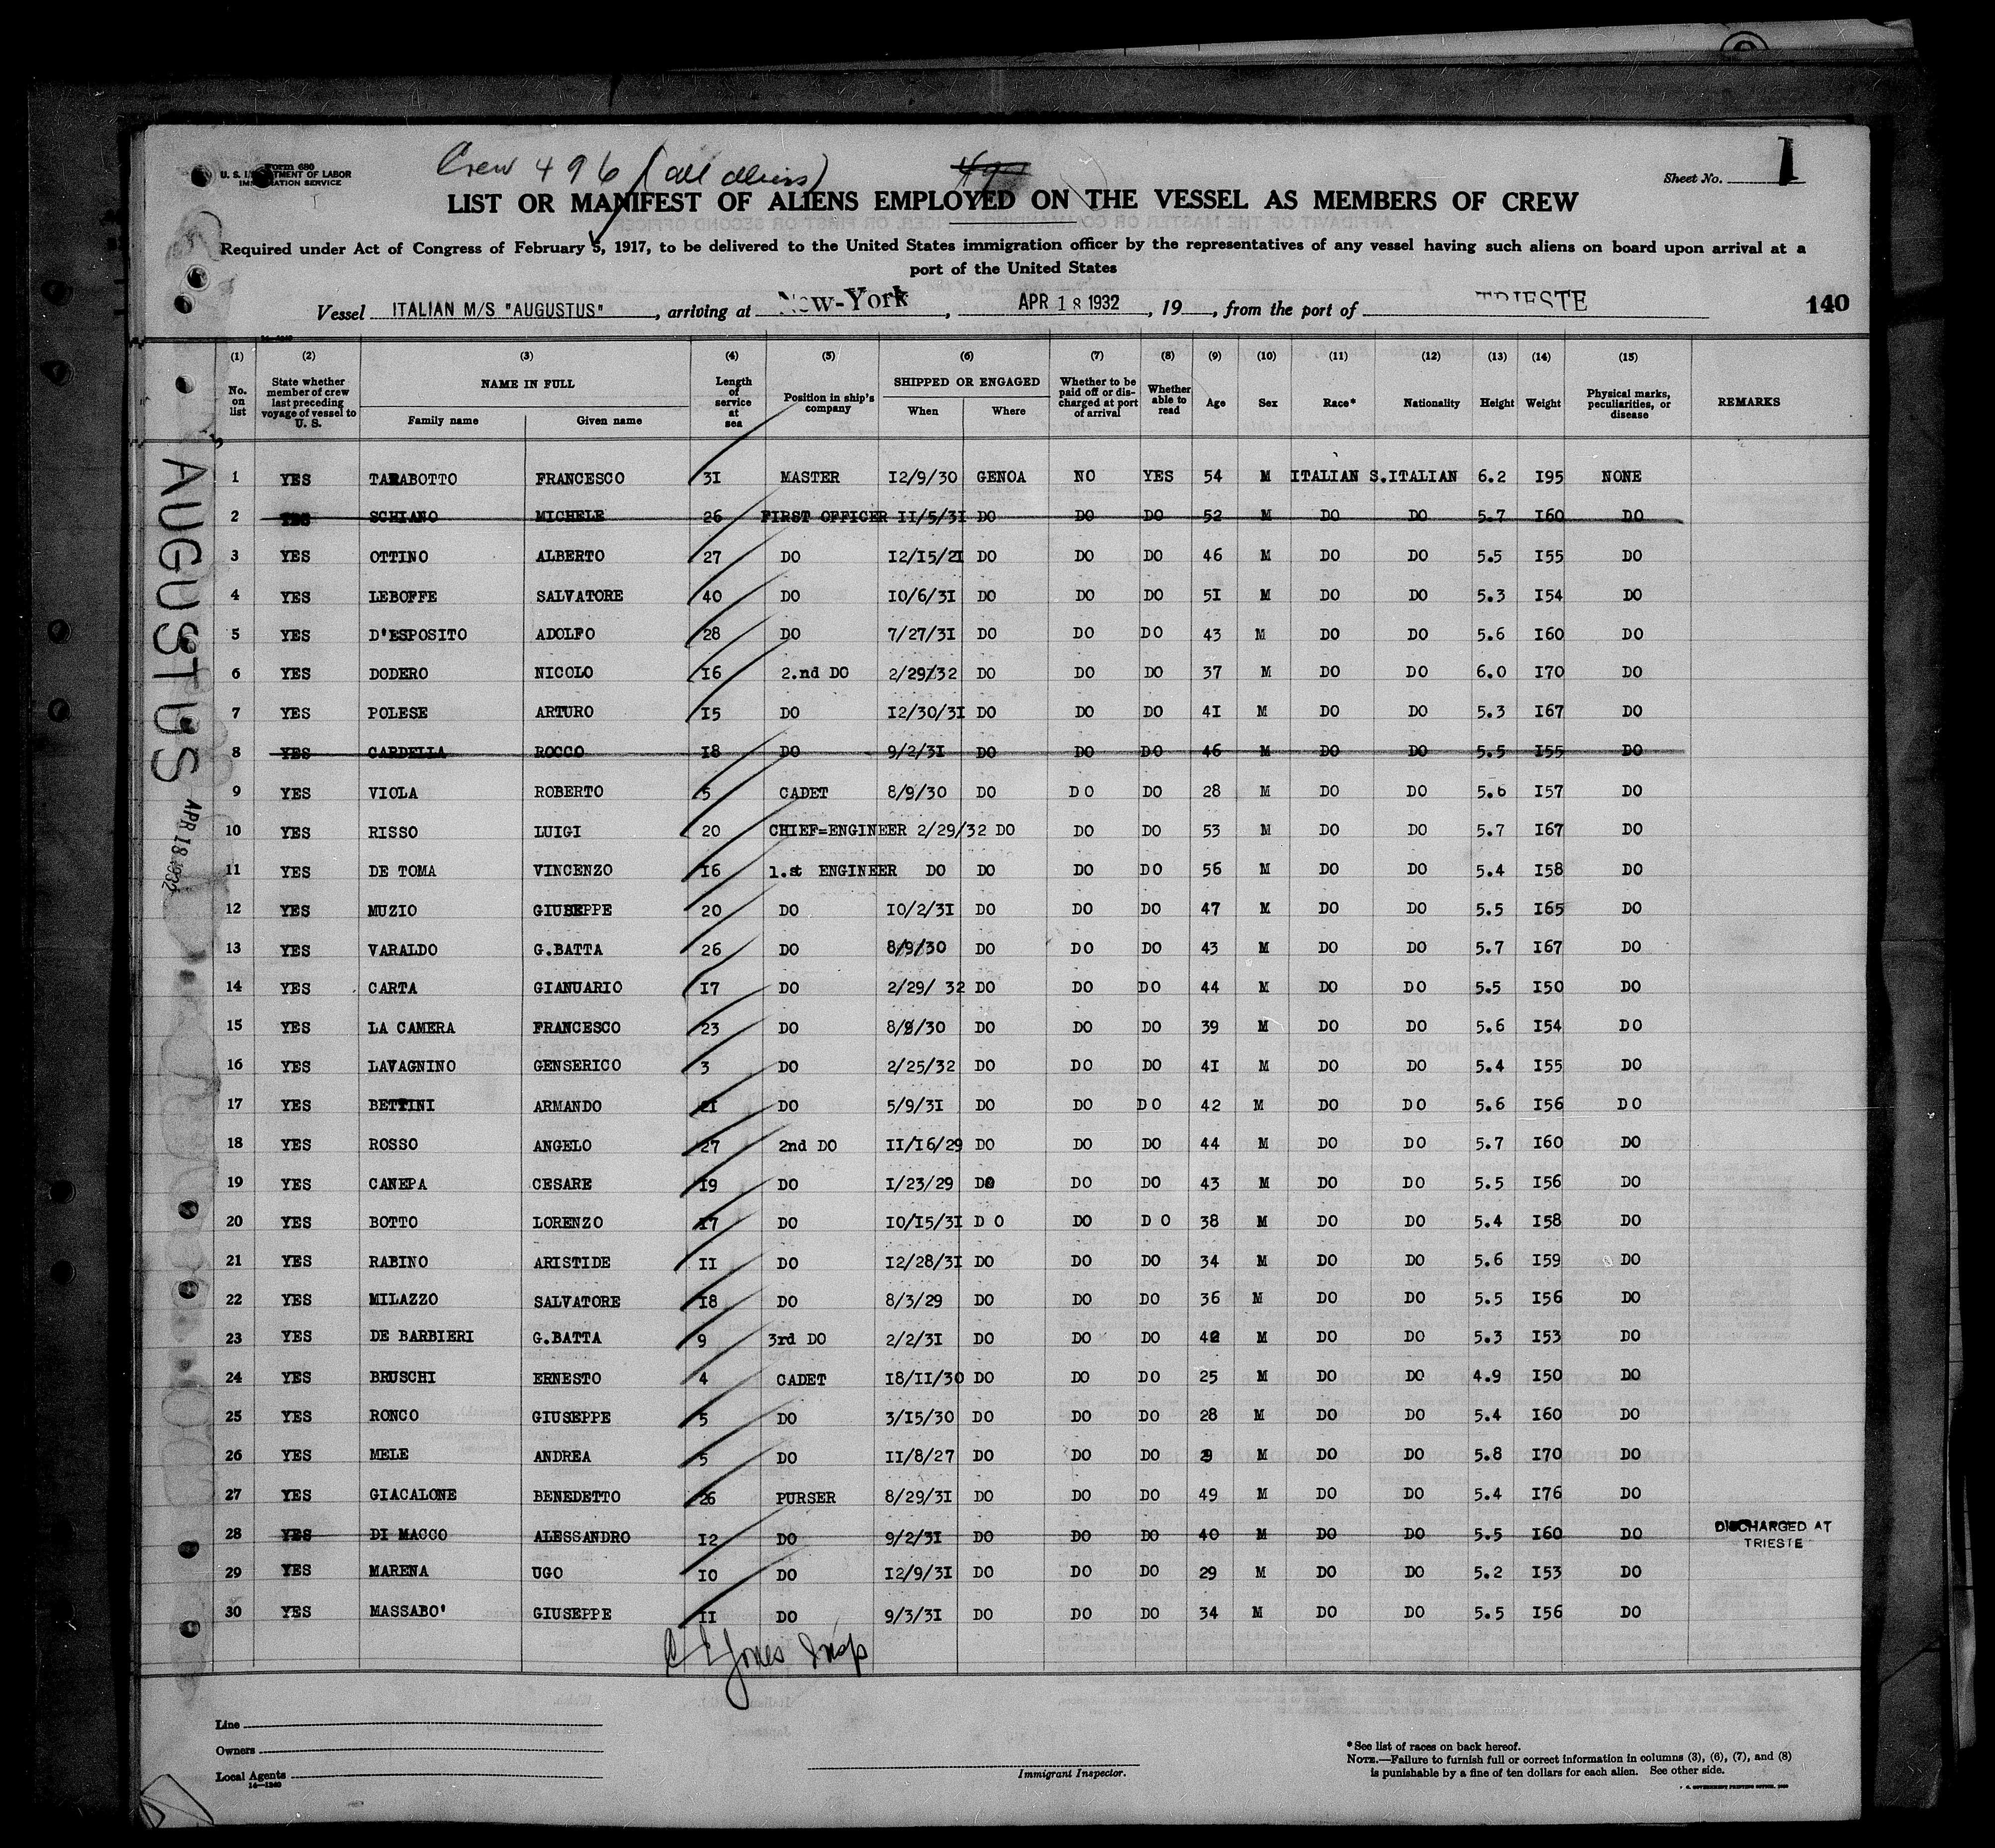 Form 680
U. S. DEPARTMENT OF LABOR
IMMIGRATION SERVICE
Crew 496 (all aliens)
Sheet No. 1
LIST OR MANIFEST OF ALIENS EMPLOYED ON THE VESSEL AS MEMBERS OF CREW
Required under Act of Congress of February 5, 1917, to be delivered to the United States immigration officer by the representatives of any vessel having such aliens on board upon arrival at a
port of the United States
Vessel ITALIAN M/S "AUGUSTUS", arriving at New-York, APR 18 1932, 19, from the port of TRIESTE 140
(1) (2) (3) (4) (5) (6) (7) (8) (9) (10) (11) (12) (13) (14) (15)
No. on list State whether member of crew last preceding voyage of vessel to U. S. NAME IN FULL Family name Given name Length of service at sea Position in ship's company SHIPPED OR ENGAGED When Where Whether to be paid off or discharged at port of arrival Whether able to read Age Sex Race* Nationality Height Weight Physical marks, peculiarities, or disease REMARKS
1 YES TARABOTTO FRANCESCO 31 MASTER 12/9/30 GENOA NO YES 54 M ITALIAN S.ITALIAN 6.2 195 NONE
2 YES SCHIANO MICHELE 26 FIRST OFFICER 11/5/31 DO DO DO 52 M DO DO 5.7 160 DO
3 YES OTTINO ALBERTO 27 DO 12/15/21 DO DO DO 46 M DO DO 5.5 155 DO
4 YES LEBOFFE SALVATORE 40 DO 10/6/31 DO DO DO 51 M DO DO 5.3 154 DO
5 YES D'ESPOSITO ADOLFO 28 DO 7/27/31 DO DO DO 43 M DO DO 5.6 160 DO
6 YES DODERO NICOLO 16 2.nd DO 2/29/32 DO DO DO 37 M DO DO 6.0 170 DO
7 YES POLESE ARTURO 15 DO 12/30/31 DO DO DO 41 M DO DO 5.3 167 DO
8 YES CARDELLA ROCCO 18 DO 9/2/31 DO DO DO 46 M DO DO 5.5 155 DO
9 YES VIOLA ROBERTO 5 CADET 8/9/30 DO DO DO 28 M DO DO 5.6 157 DO
10 YES RISSO LUIGI 20 CHIEF=ENGINEER 2/29/32 DO DO DO 53 M DO DO 5.7 167 DO
11 YES DE TOMA VINCENZO 16 1.st ENGINEER DO DO DO DO 56 M DO DO 5.4 158 DO
12 YES MUZIO GIUSEPPE 20 DO 10/2/31 DO DO DO 47 M DO DO 5.5 165 DO
13 YES VARALDO G.BATTA 26 DO 8/9/30 DO DO DO 43 M DO DO 5.7 167 DO
14 YES CARTA GIANUARIO 17 DO 2/29/ 32 DO DO DO 44 M DO DO 5.5 150 DO
15 YES LA CAMERA FRANCESCO 23 DO 8/9/30 DO DO DO 39 M DO DO 5.6 154 DO
16 YES LAVAGNINO GENSERICO 3 DO 2/25/32 DO DO DO 41 M DO DO 5.4 155 DO
17 YES BETTINI ARMANDO 21 DO 5/9/31 DO DO DO 42 M DO DO 5.6 156 DO
18 YES ROSSO ANGELO 27 2nd DO 11/16/29 DO DO DO 44 M DO DO 5.7 160 DO
19 YES CANEPA CESARE 19 DO 1/23/29 DO DO DO 43 M DO DO 5.5 156 DO
20 YES BOTTO LORENZO 17 DO 10/15/31 DO DO DO 38 M DO DO 5.4 158 DO
21 YES RABINO ARISTIDE 11 DO 12/28/31 DO DO DO 34 M DO DO 5.6 159 DO
22 YES MILAZZO SALVATORE 18 DO 8/3/29 DO DO DO 36 M DO DO 5.5 156 DO
23 YES DE BARBIERI G.BATTA 9 3rd DO 2/2/31 DO DO DO 42 M DO DO 5.3 153 DO
24 YES BRUSCHI ERNESTO 4 CADET 18/11/30 DO DO DO 25 M DO DO 4.9 150 DO
25 YES RONCO GIUSEPPE 5 DO 3/15/30 DO DO DO 28 M DO DO 5.4 160 DO
26 YES MELE ANDREA 5 DO 11/8/27 DO DO DO M DO DO 5.8 170 DO
27 YES GIACALONE BENEDETTO 26 PURSER 8/29/31 DO DO DO 49 M DO DO 5.4 176 DO
28 YES DI MACCO ALESSANDRO 12 DO 9/2/31 DO DO DO 40 M DO DO 5.5 160 DO DISCHARGED AT TRIESTE
29 YES MARENA UGO 10 DO 12/9/31 DO DO DO 29 M DO DO 5.2 153 DO
30 YES MASSABO' GIUSEPPE 11 DO 9/3/31 DO DO DO 34 M DO DO 5.5 156 DO
AUGUSTUS
APR 18 1932
C E Jones Insp
Line
Owners
Local Agents
14—1240
Immigrant Inspector.
*See list of races on back hereof.
NOTE.—Failure to furnish full or correct information in columns (3), (6), (7), and (8)
is punishable by a fine of ten dollars for each alien. See other side.